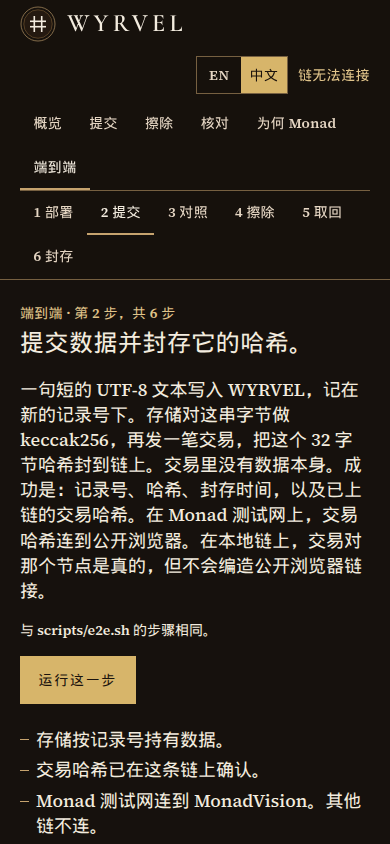 WYRVEL
EN 中文 链无法连接
概览 提交 擦除 核对 为何 Monad
端到端
1 部署 2 提交 3 对照 4 擦除 5 取回
6 封存
端到端 · 第 2 步，共 6 步
提交数据并封存它的哈希。
一句短的 UTF-8 文本写入 WYRVEL，记在
新的记录号下。存储对这串字节做
keccak256，再发一笔交易，把这个 32 字
节哈希封到链上。交易里没有数据本身。成
功是：记录号、哈希、封存时间，以及已上
链的交易哈希。在 Monad 测试网上，交易
哈希连到公开浏览器。在本地链上，交易对
那个节点是真的，但不会编造公开浏览器链
接。
与 scripts/e2e.sh 的步骤相同。
运行这一步
– 存储按记录号持有数据。
– 交易哈希已在这条链上确认。
– Monad 测试网连到 MonadVision。其他
链不连。